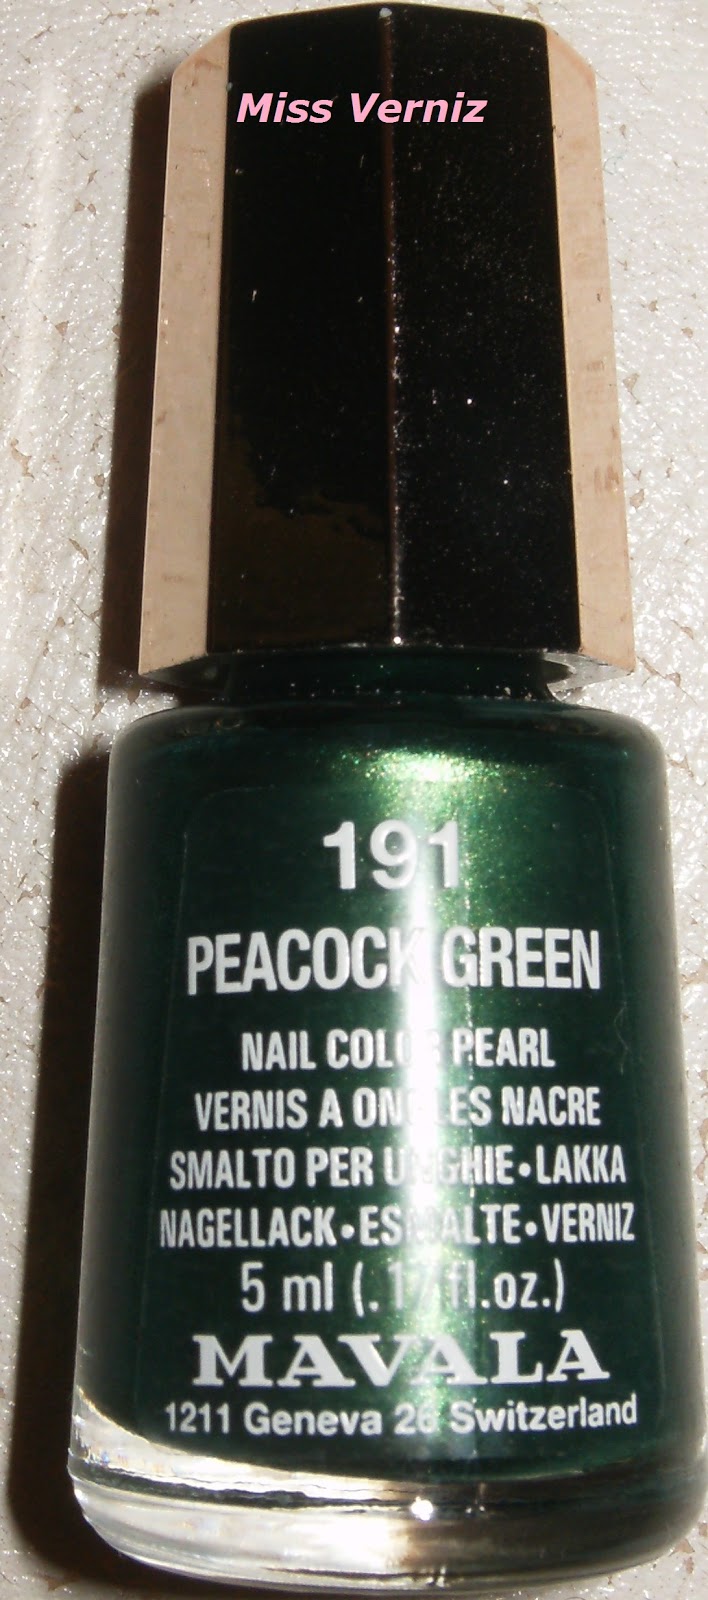 Miss Verniz
191
PEACOCK GREEN
NAIL COLOR PEARL
VERNIS A ONGLES NACRE
SMALTO PER UNGHIE•LAKKA
NAGELLACK•ESMALTE•VERNIZ
5 ml (.17 fl.oz.)
MAVALA
1211 Geneva 26 Switzerland